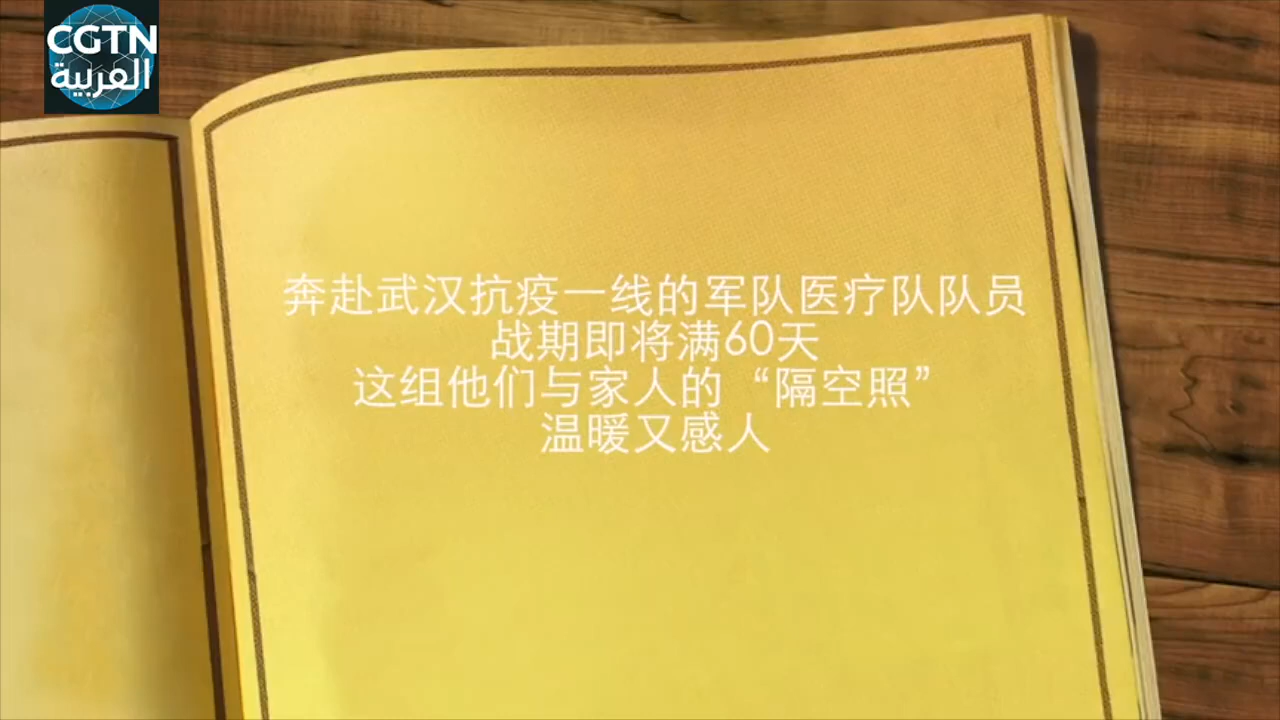 CGTN
العربية
奔赴武汉抗疫一线的军队医疗队队员
战期即将满60天
这组他们与家人的“隔空照”
温暖又感人